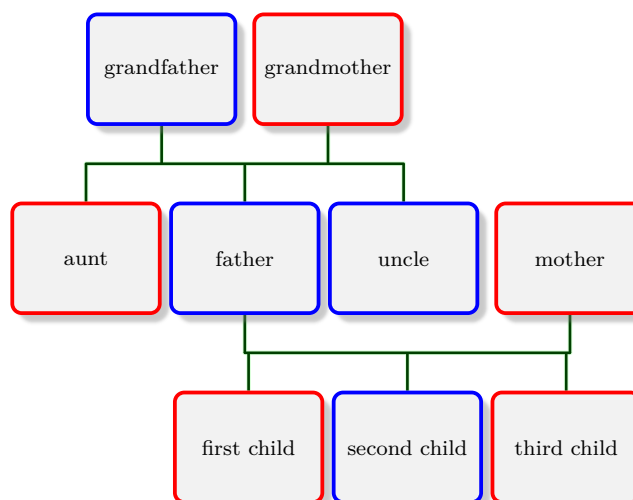 grandfather
grandmother
aunt
father
uncle
mother
first child
second child
third child